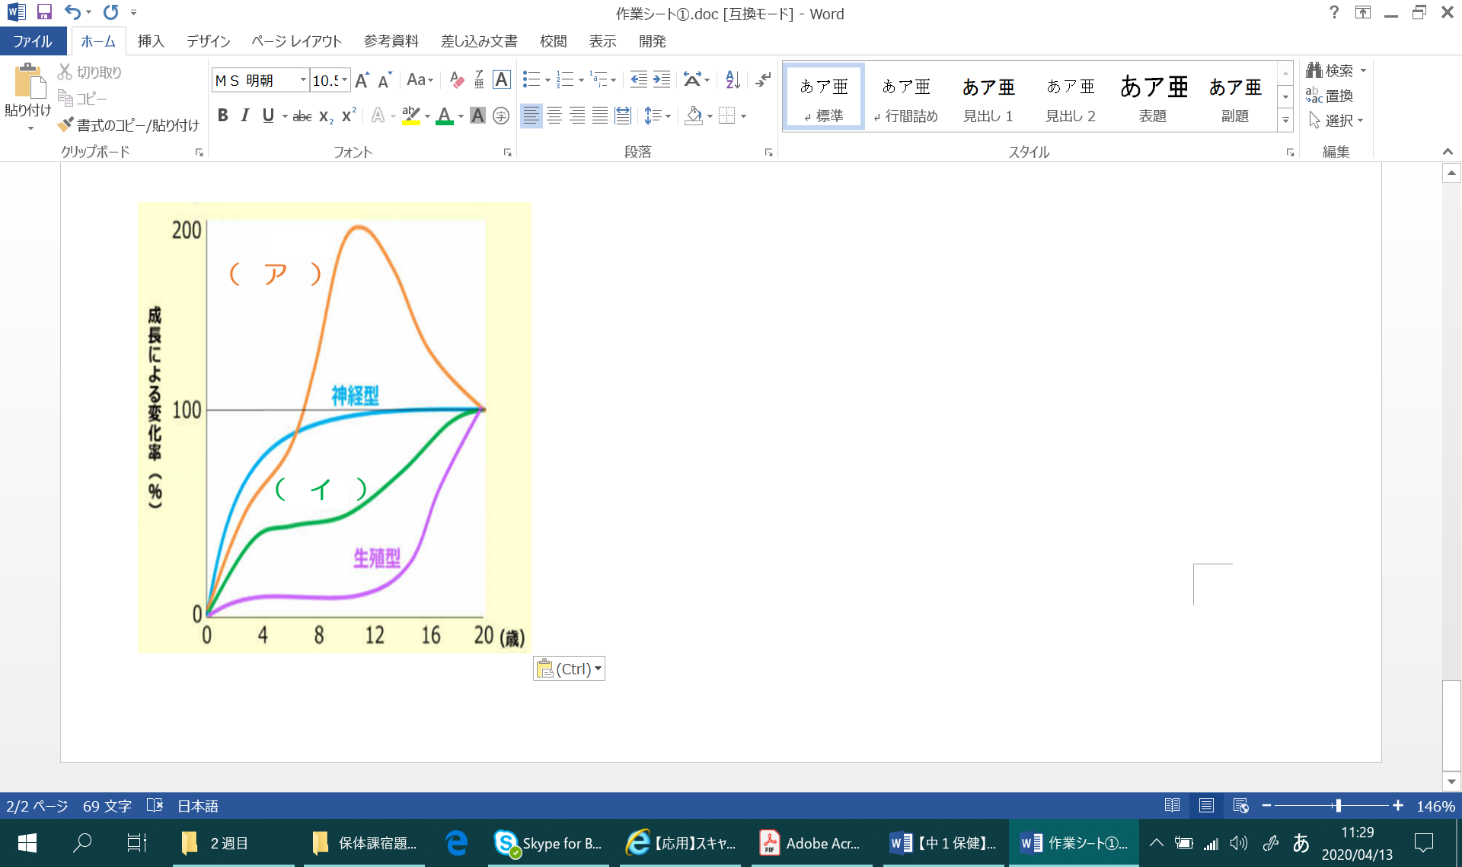 作業シート①.doc [互換モード] - Word
ファイル ホーム 挿入 デザイン ページ レイアウト 参考資料 差し込み文書 校閲 表示 開発
貼り付け
切り取り
コピー
書式のコピー/貼り付け
クリップボード
ＭＳ 明朝 10.5
フォント
段落
あア亜 あア亜 あア亜 あア亜 あア亜 あア亜
標準 行間詰め 見出し 1 見出し 2 表題 副題
スタイル
検索
置換
選択
編集
200
( ア )
成長による変化率（％）
神経型
100
( イ )
生殖型
0
0 4 8 12 16 20 (歳)
(Ctrl)
2/2 ページ 69 文字 日本語
146%
2 週目 保体課宿題... Skype for B... 【応用】スキャ... Adobe Acr... 【中１保健】... 作業シート①...
あ
11:29
2020/04/13